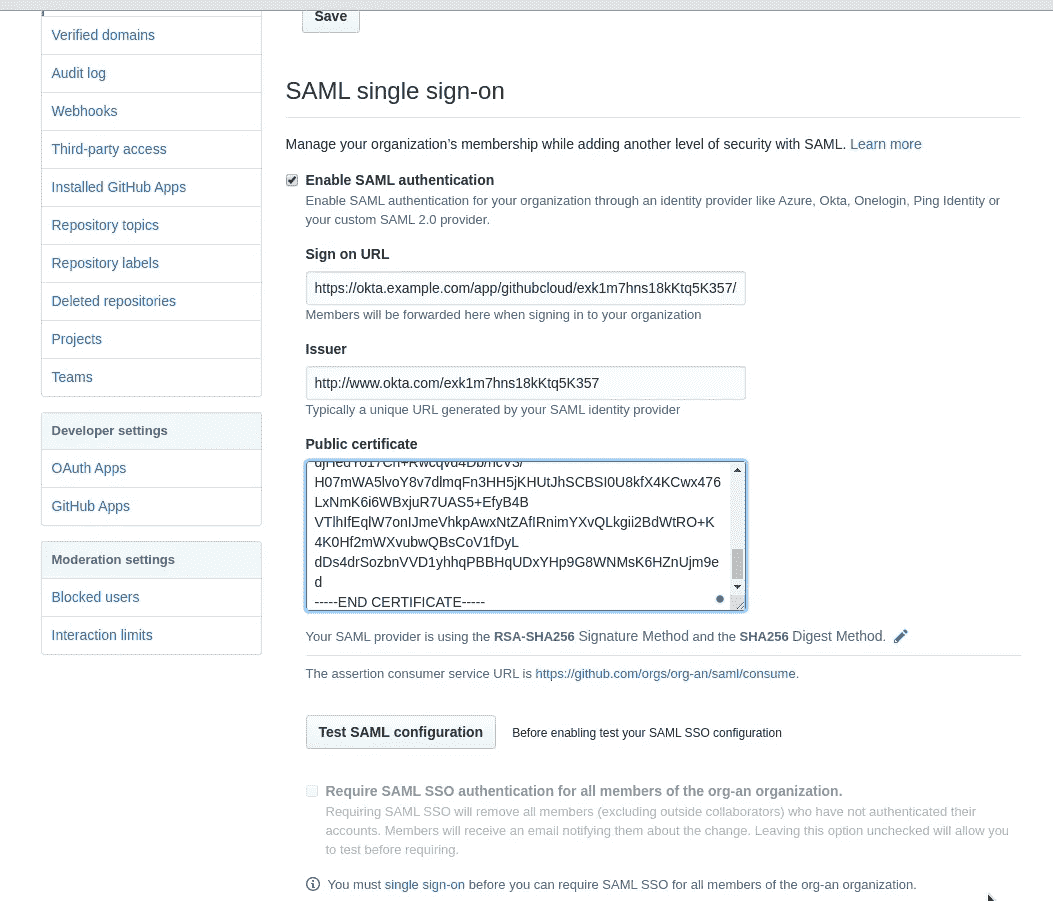 Save
Verified domains
Audit log
Webhooks
Third-party access
Installed GitHub Apps
Repository topics
Repository labels
Deleted repositories
Projects
Teams
Developer settings
OAuth Apps
GitHub Apps
Moderation settings
Blocked users
Interaction limits
SAML single sign-on
Manage your organization’s membership while adding another level of security with SAML. Learn more
Enable SAML authentication
Enable SAML authentication for your organization through an identity provider like Azure, Okta, Onelogin, Ping Identity or
your custom SAML 2.0 provider.
Sign on URL
https://okta.example.com/app/githubcloud/exk1m7hns18kKtq5K357/
Members will be forwarded here when signing in to your organization
Issuer
http://www.okta.com/exk1m7hns18kKtq5K357
Typically a unique URL generated by your SAML identity provider
Public certificate
H07mWA5lvoY8v7dlmqFn3HH5jKHUtJhSCBSI0U8kfX4KCwx476
LxNmK6i6WBxjuR7UAS5+EfyB4B
VTlhIfEqlW7onIJmeVhkpAwxNtZAfIRnimYXvQLkgii2BdWtRO+K
4K0Hf2mWXvubwQBsCoV1fDyL
dDs4drSozbnVVD1yhhqPBBHqUDxYHp9G8WNMsK6HZnUjm9e
d
-----END CERTIFICATE-----
Your SAML provider is using the RSA-SHA256 Signature Method and the SHA256 Digest Method.
The assertion consumer service URL is https://github.com/orgs/org-an/saml/consume.
Test SAML configuration Before enabling test your SAML SSO configuration
Require SAML SSO authentication for all members of the org-an organization.
Requiring SAML SSO will remove all members (excluding outside collaborators) who have not authenticated their
accounts. Members will receive an email notifying them about the change. Leaving this option unchecked will allow you
to test before requiring.
You must single sign-on before you can require SAML SSO for all members of the org-an organization.